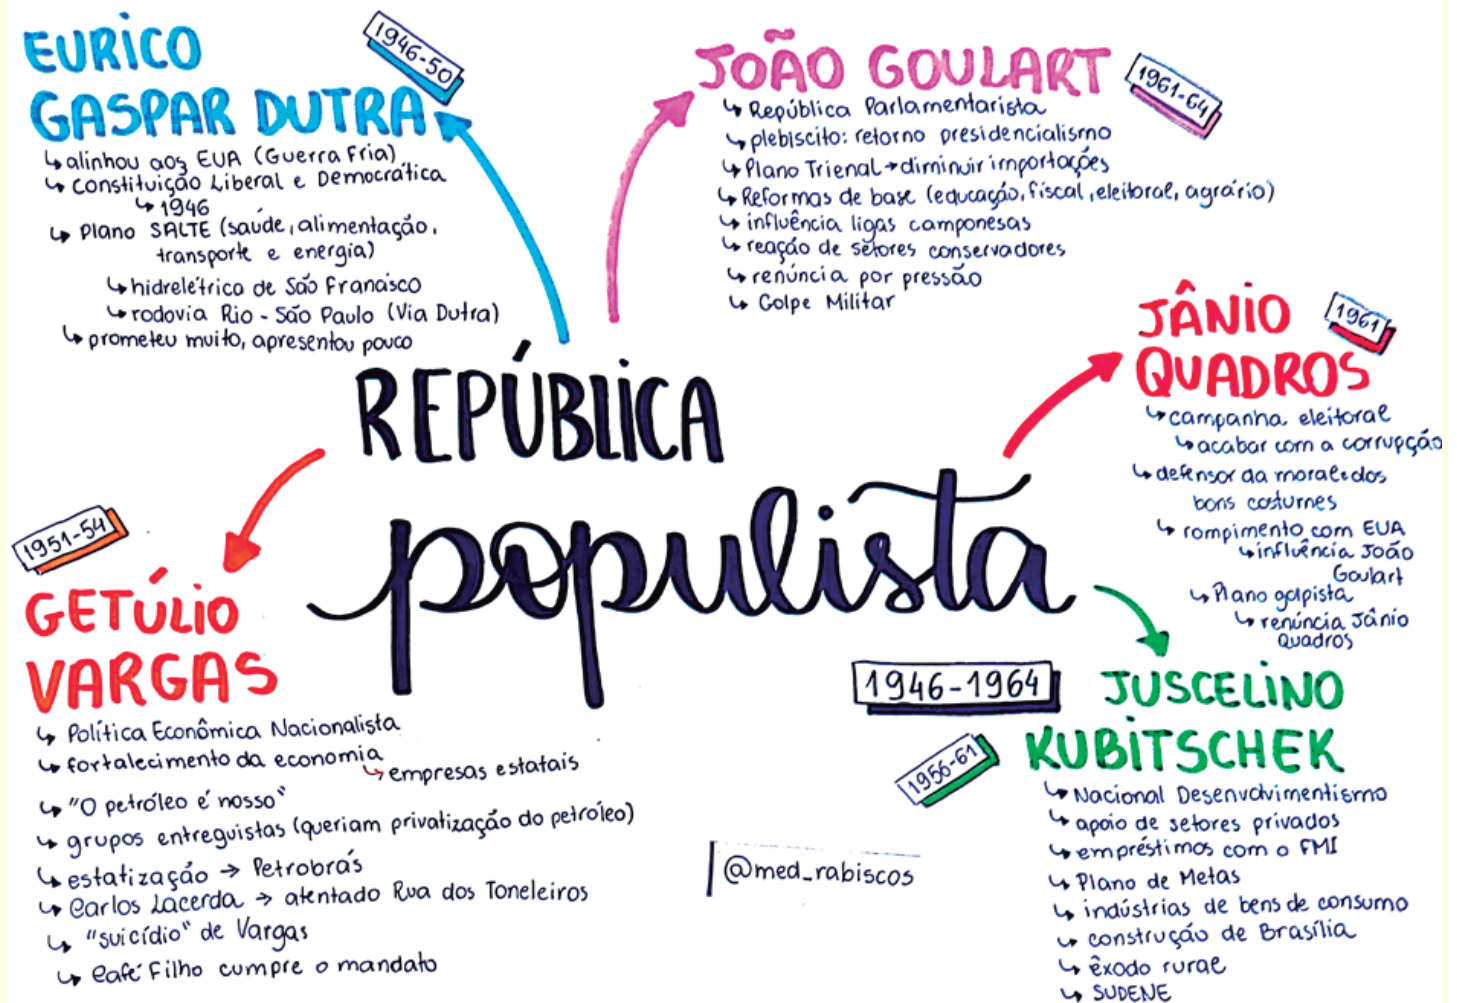 EURICO
GASPAR DUTRA
1946-50
↳ alinhou aos EUA (Guerra Fria)
↳ Constituição Liberal e Democrática
↳ 1946
↳ Plano SALTE (saúde, alimentação,
transporte e energia)
↳ hidrelétrica de São Francisco
↳ rodovia Rio - São Paulo (Via Dutra)
↳ prometeu muito, apresentou pouco
JOÃO GOULART
1961-64
↳ República Parlamentarista
↳ plebiscito: retorno presidencialismo
↳ Plano Trienal → diminuir importações
↳ Reformas de base (educação, fiscal, eleitoral, agrário)
↳ influência ligas camponesas
↳ reação de setores conservadores
↳ renúncia por pressão
↳ Golpe Militar
JÂNIO
QUADROS
1961
↳ campanha eleitoral
↳ acabar com a corrupção
↳ defensor da moral e dos
bons costumes
↳ rompimento com EUA
↳ influência João
Goulart
↳ Plano golpista
↳ renúncia Jânio
Quadros
REPÚBLICA
populista
1946-1964
1951-54
GETÚLIO
VARGAS
↳ Política Econômica Nacionalista
↳ fortalecimento da economia
↳ empresas estatais
↳ "O petróleo é nosso"
↳ grupos entreguistas (queriam privatização do petróleo)
↳ estatização → Petrobrás
↳ Carlos Lacerda → atentado Rua dos Toneleiros
↳ "suicídio" de Vargas
↳ Café Filho cumpre o mandato
JUSCELINO
KUBITSCHEK
1956-61
↳ Nacional Desenvolvimentismo
↳ apoio de setores privados
↳ empréstimos com o FMI
↳ Plano de Metas
↳ indústrias de bens de consumo
↳ construção de Brasília
↳ êxodo rural
↳ SUDENE
@med_rabiscos